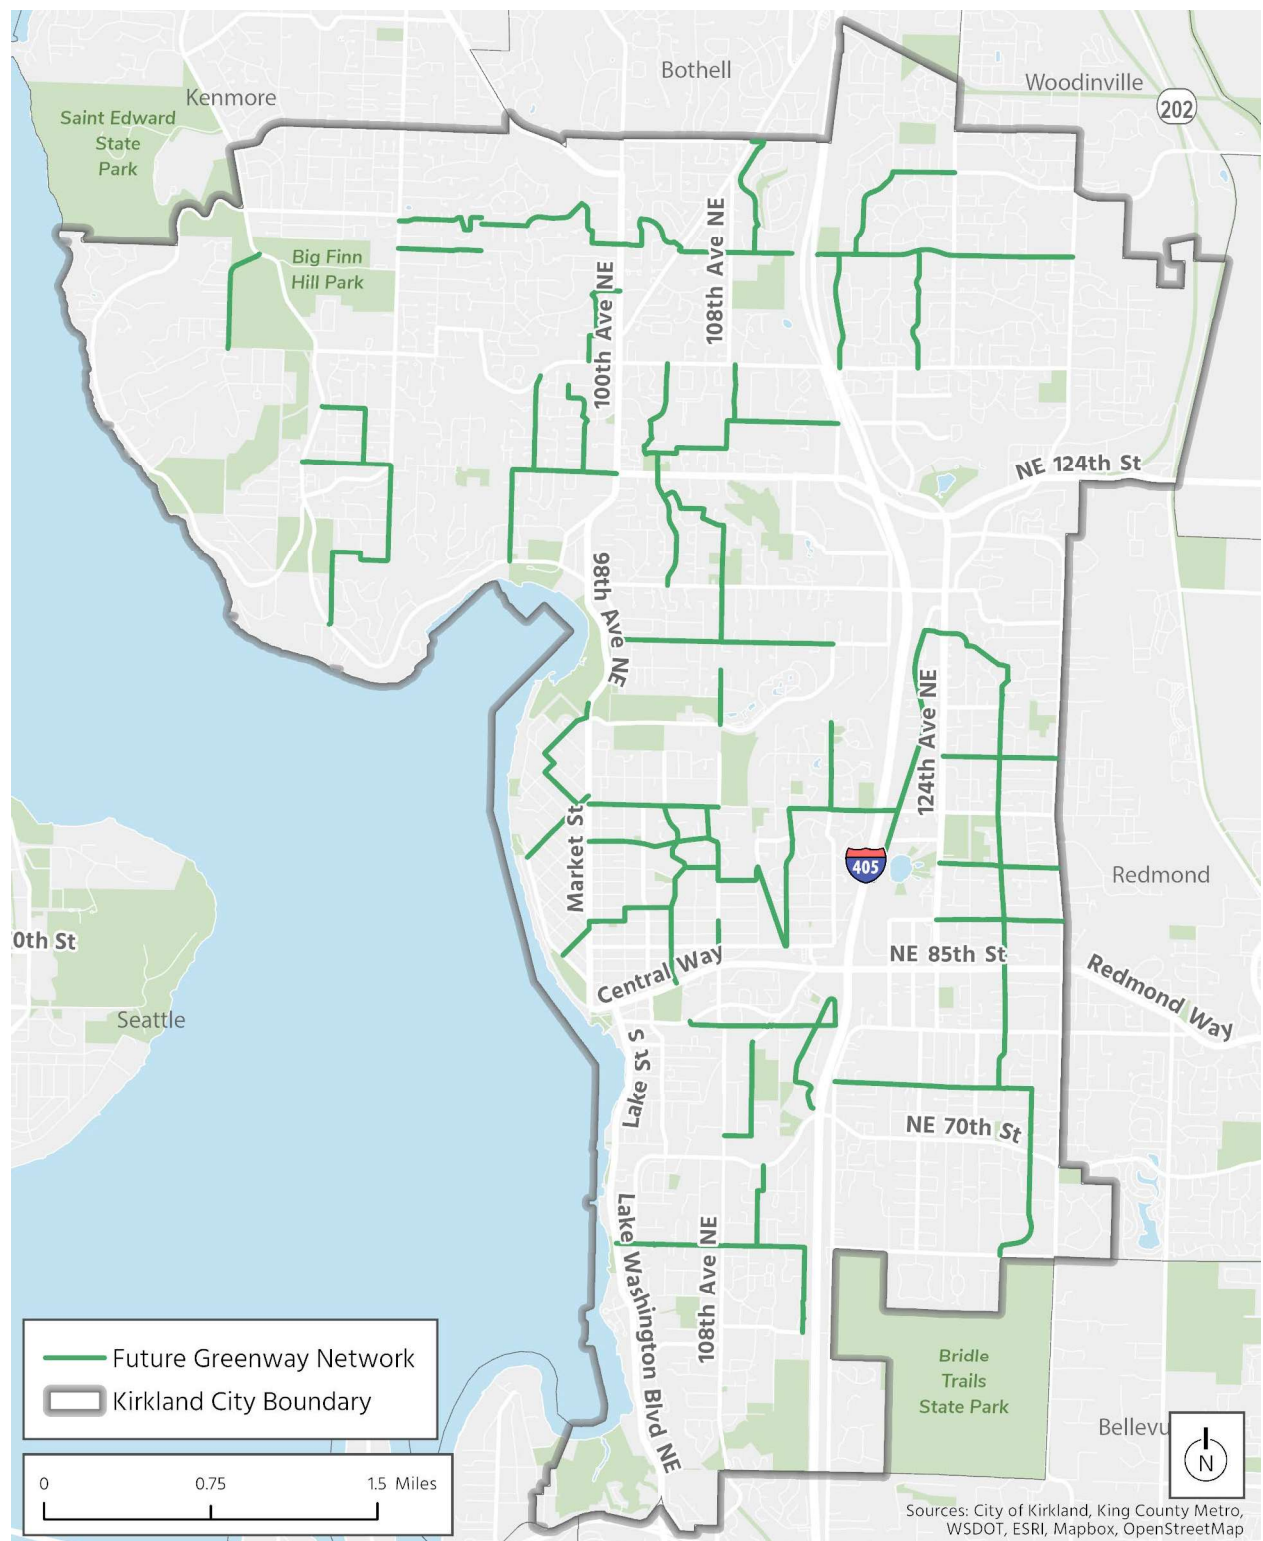 Bothell
Woodinville
Kenmore
202
Saint Edward
State
Park
Big Finn
Hill Park
100th Ave NE
108th Ave NE
NE 124th St
98th Ave NE
124th Ave NE
Market St
405
Redmond
0th St
NE 85th St
Central Way
Redmond Way
Seattle
Lake St S
NE 70th St
Lake Washington Blvd NE
108th Ave NE
Future Greenway Network
Kirkland City Boundary
Bridle
Trails
State Park
Bellevu
N
0 0.75 1.5 Miles
Sources: City of Kirkland, King County Metro,
WSDOT, ESRI, Mapbox, OpenStreetMap